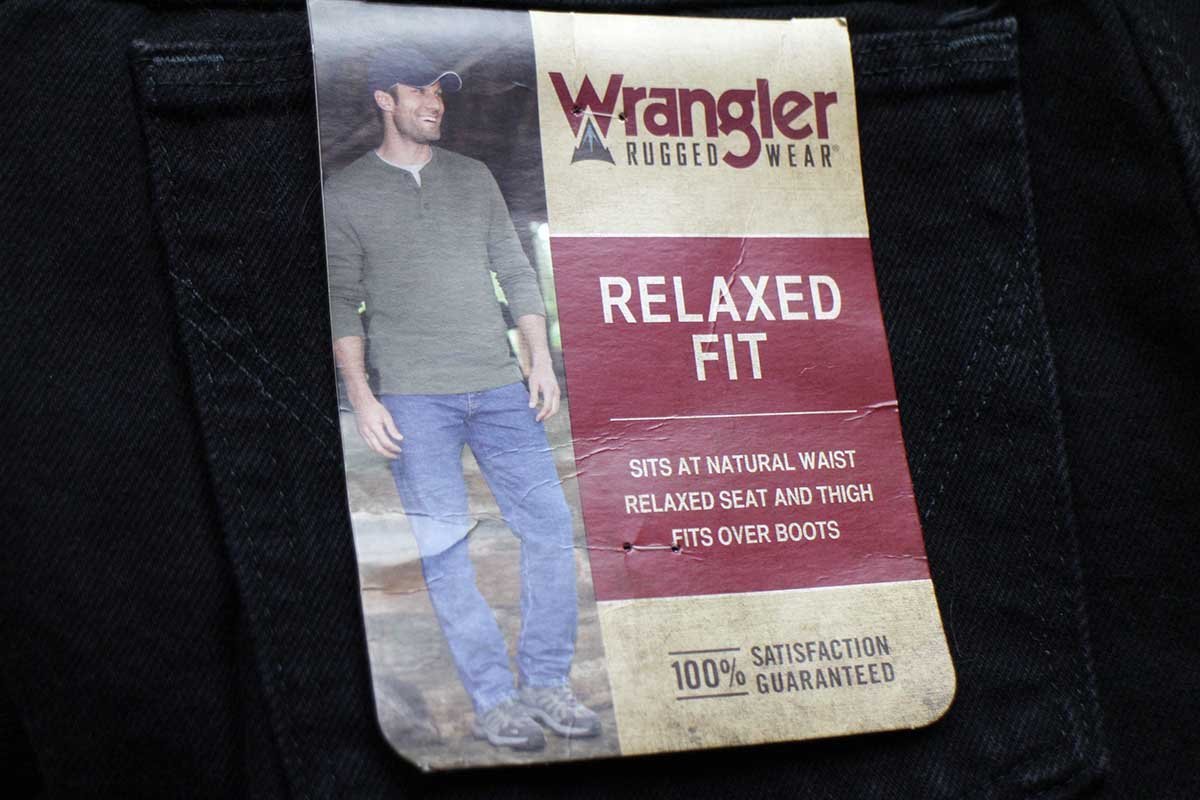 Wrangler
RUGGED WEAR®
RELAXED
FIT
SITS AT NATURAL WAIST
RELAXED SEAT AND THIGH
FITS OVER BOOTS
100% SATISFACTION
GUARANTEED